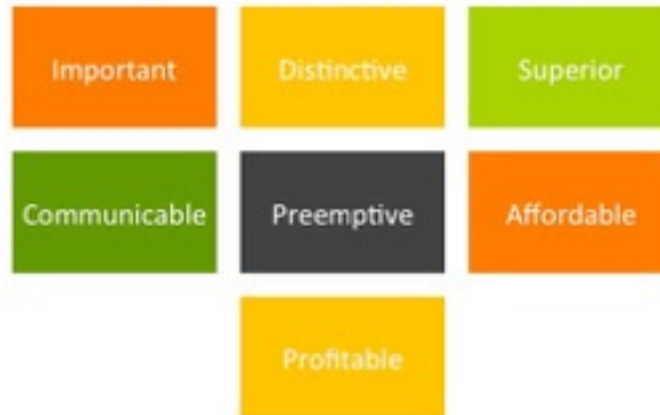 Important
Distinctive
Superior
Communicable
Preemptive
Affordable
Profitable